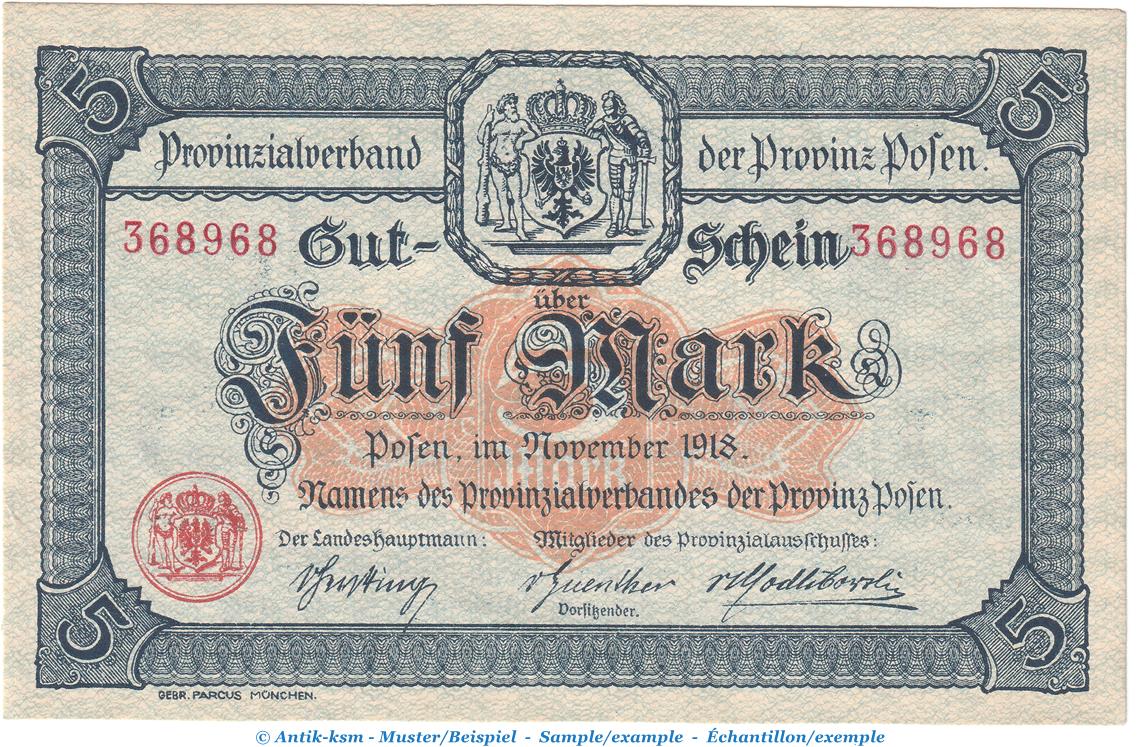 5 5
Provinzialverband der Provinz Posen.
368968 Gut-Schein 368968
über
Fünf Mark
5
Mark
Posen, im November 1918.
Namens des Provinzialverbandes der Provinz Posen.
Der Landeshauptmann: Mitglieder des Provinzialausschusses:
Vorsitzender.
5 5
GEBR. PARCUS MÜNCHEN.
© Antik-ksm - Muster/Beispiel - Sample/example - Échantillon/exemple